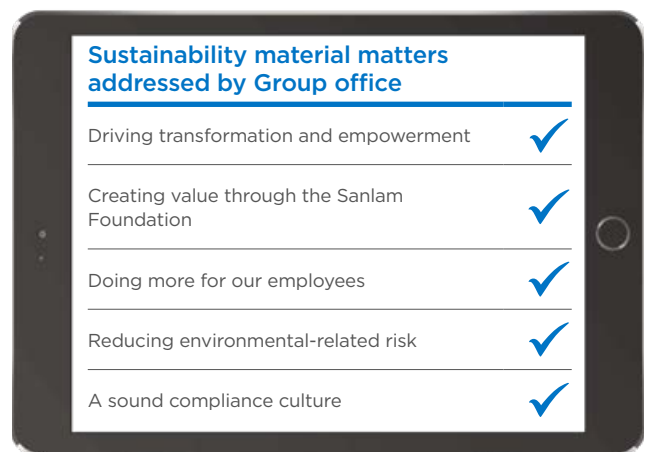 Sustainability material matters
addressed by Group office
Driving transformation and empowerment
Creating value through the Sanlam
Foundation
Doing more for our employees
Reducing environmental-related risk
A sound compliance culture